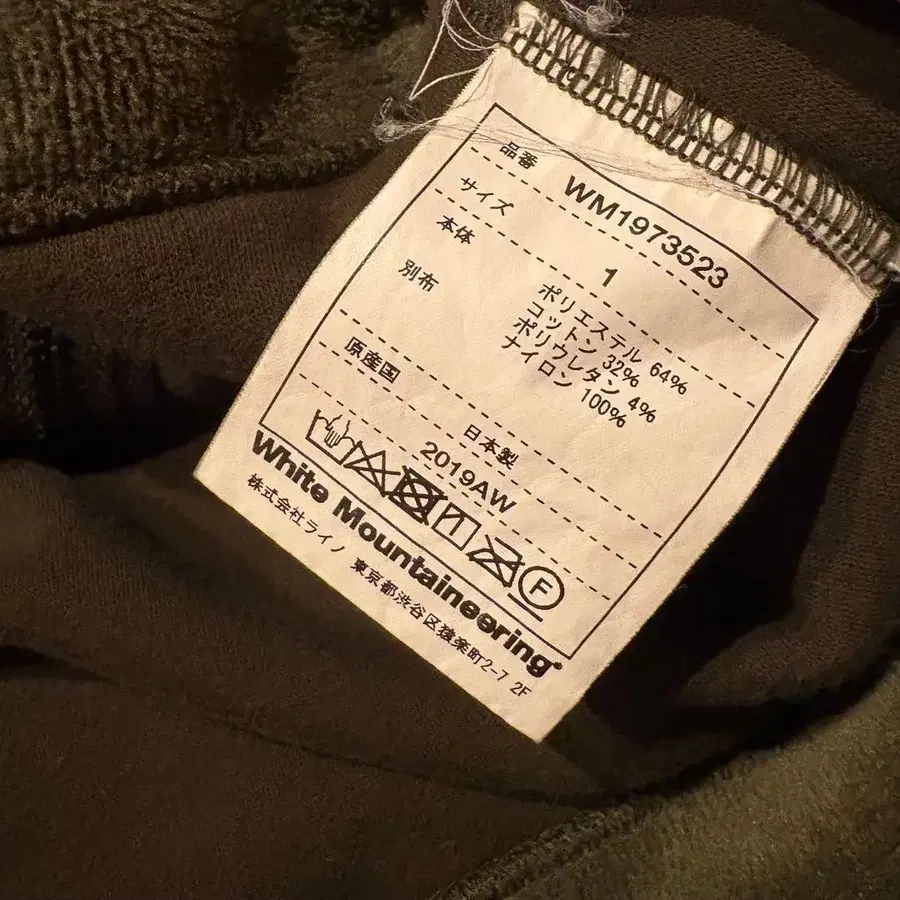 品番 WM1973523
サイズ 1
本体 ポリエステル 64%
コットン 32%
ポリウレタン 4%
別布 ナイロン 100%
原産国 日本製
2019AW
F
White Mountaineering
株式会社ライノ 東京都渋谷区猿楽町2-7 2F